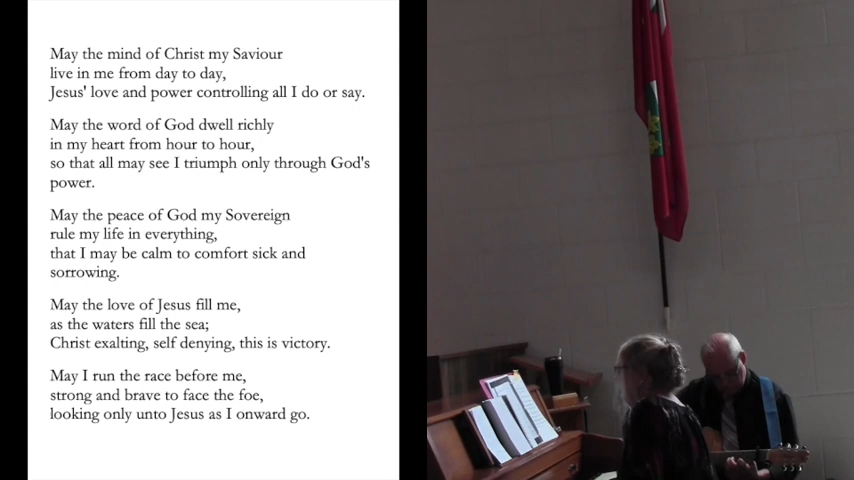 May the mind of Christ my Saviour
live in me from day to day,
Jesus' love and power controlling all I do or say.
May the word of God dwell richly
in my heart from hour to hour,
so that all may see I triumph only through God's
power.
May the peace of God my Sovereign
rule my life in everything,
that I may be calm to comfort sick and
sorrowing.
May the love of Jesus fill me,
as the waters fill the sea;
Christ exalting, self denying, this is victory.
May I run the race before me,
strong and brave to face the foe,
looking only unto Jesus as I onward go.